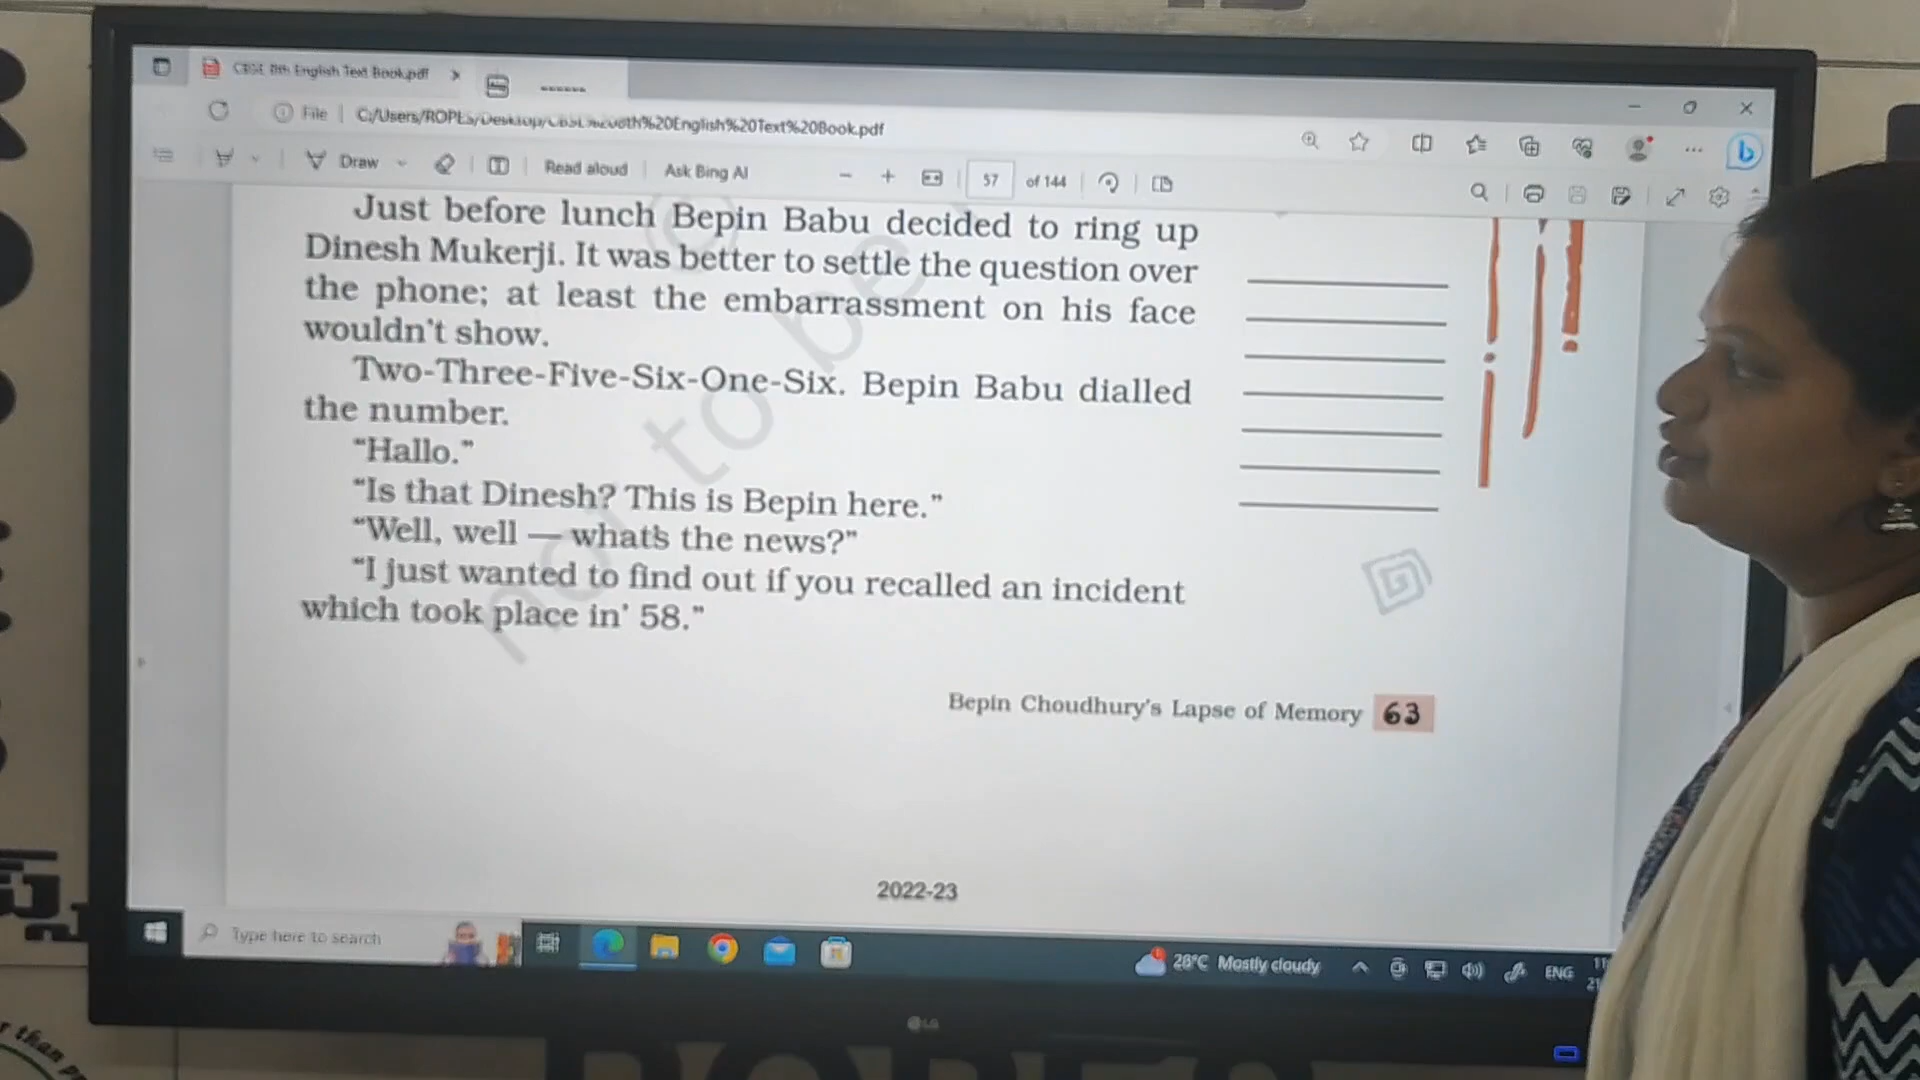 CBSE 8th English Text Book.pdf
File C:/Users/ROPES/Desktop/CBSE%208th%20English%20Text%20Book.pdf
Draw Read aloud Ask Bing AI 57 of 144
Just before lunch Bepin Babu decided to ring up
Dinesh Mukerji. It was better to settle the question over
the phone; at least the embarrassment on his face
wouldn't show.
Two-Three-Five-Six-One-Six. Bepin Babu dialled
the number.
“Hallo.”
“Is that Dinesh? This is Bepin here.”
“Well, well — what's the news?”
“I just wanted to find out if you recalled an incident
which took place in' 58.”
not to be
©
Bepin Choudhury's Lapse of Memory 63
2022-23
Type here to search 28°C Mostly cloudy ENG
LG